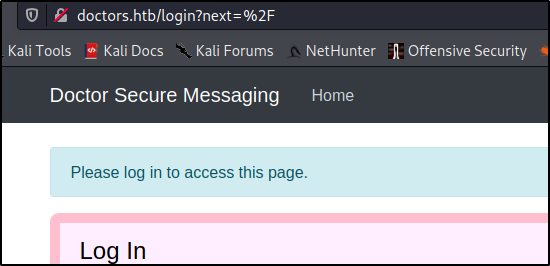 doctors.htb/login?next=%2F
Kali Tools Kali Docs Kali Forums NetHunter Offensive Security
Doctor Secure Messaging Home
Please log in to access this page.
Log In